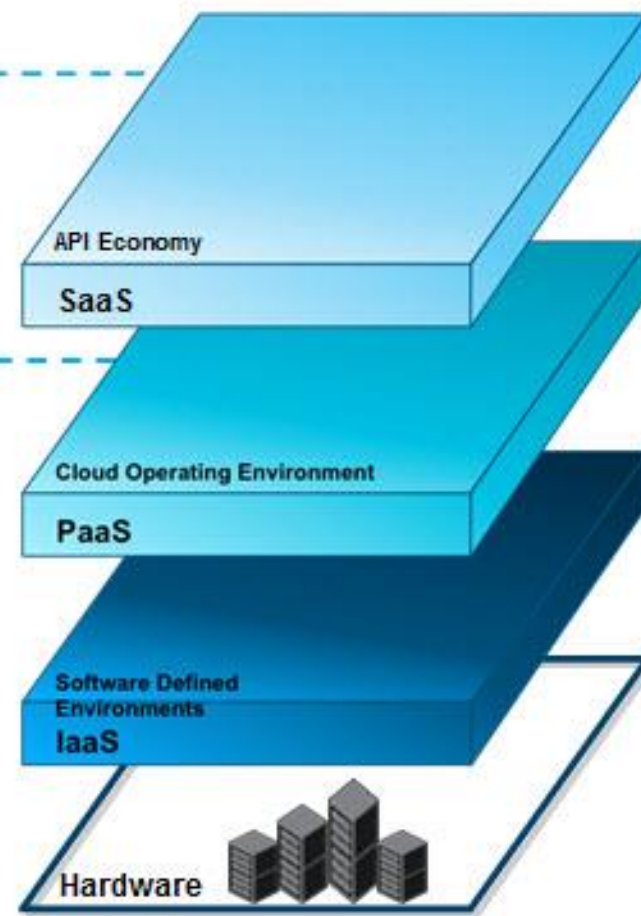 API Economy
SaaS
Cloud Operating Environment
PaaS
Software Defined
Environments
IaaS
Hardware